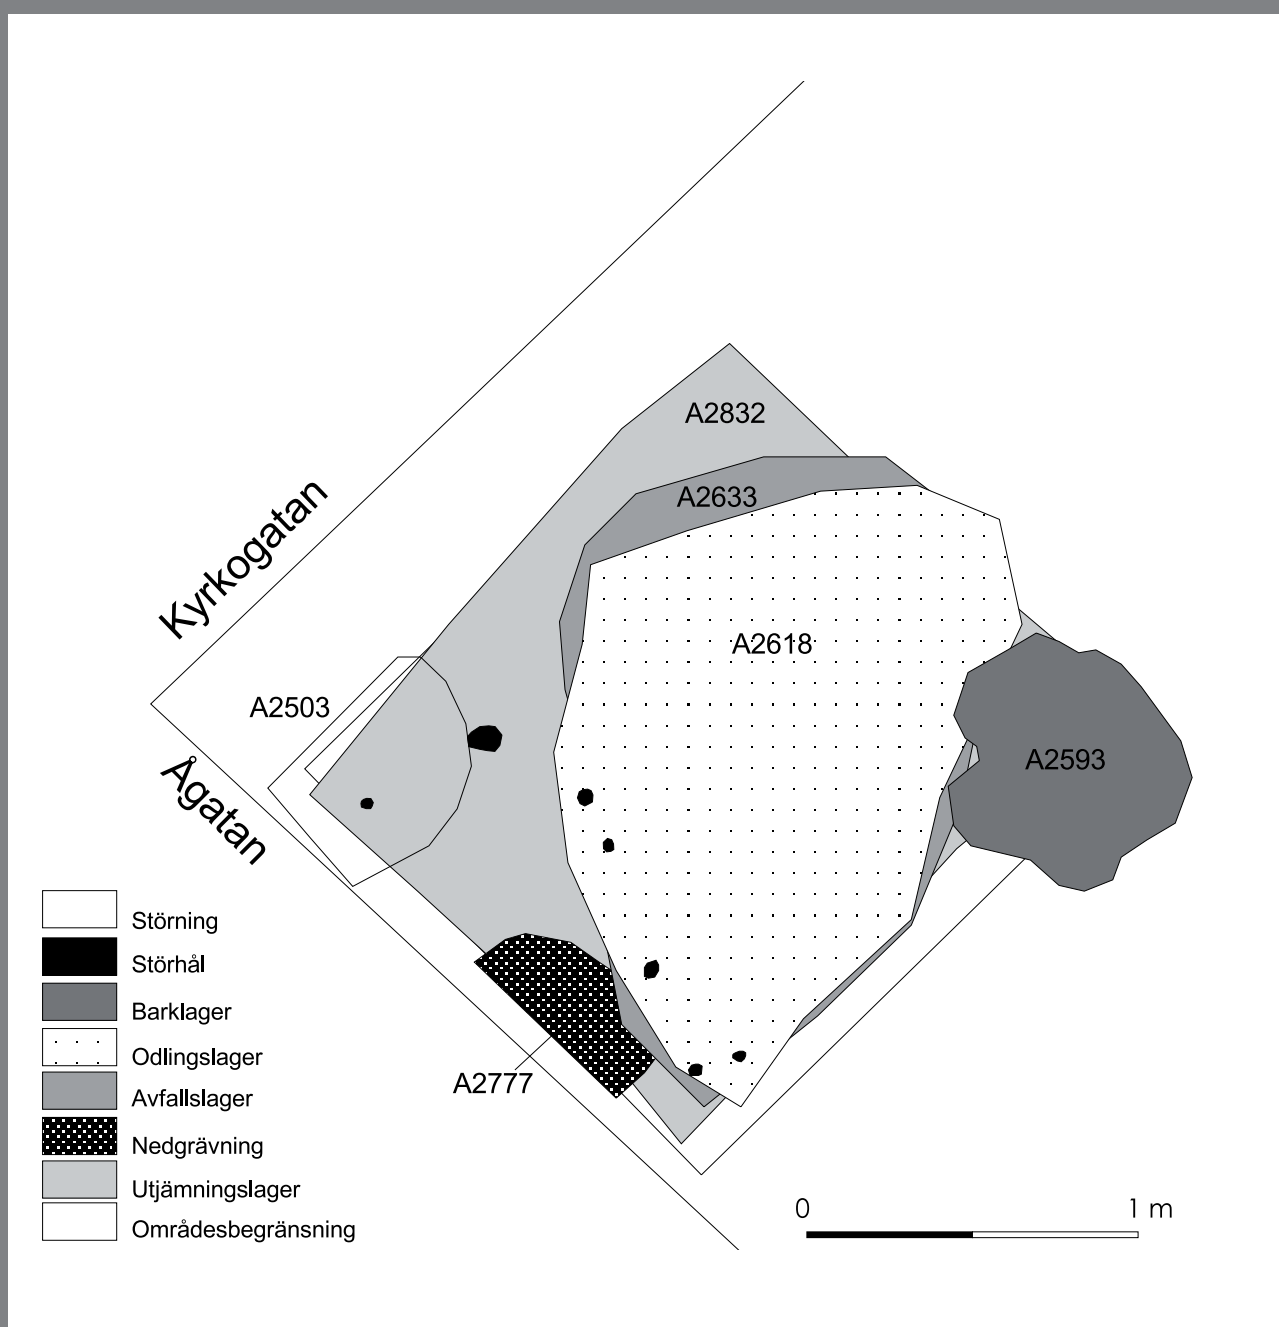 A2832
A2633
Kyrkogatan
A2618
A2503
A2593
Ågatan
A2777
Störning
Störhål
Barklager
Odlingslager
Avfallslager
Nedgrävning
Utjämningslager
Områdesbegränsning
0 1 m